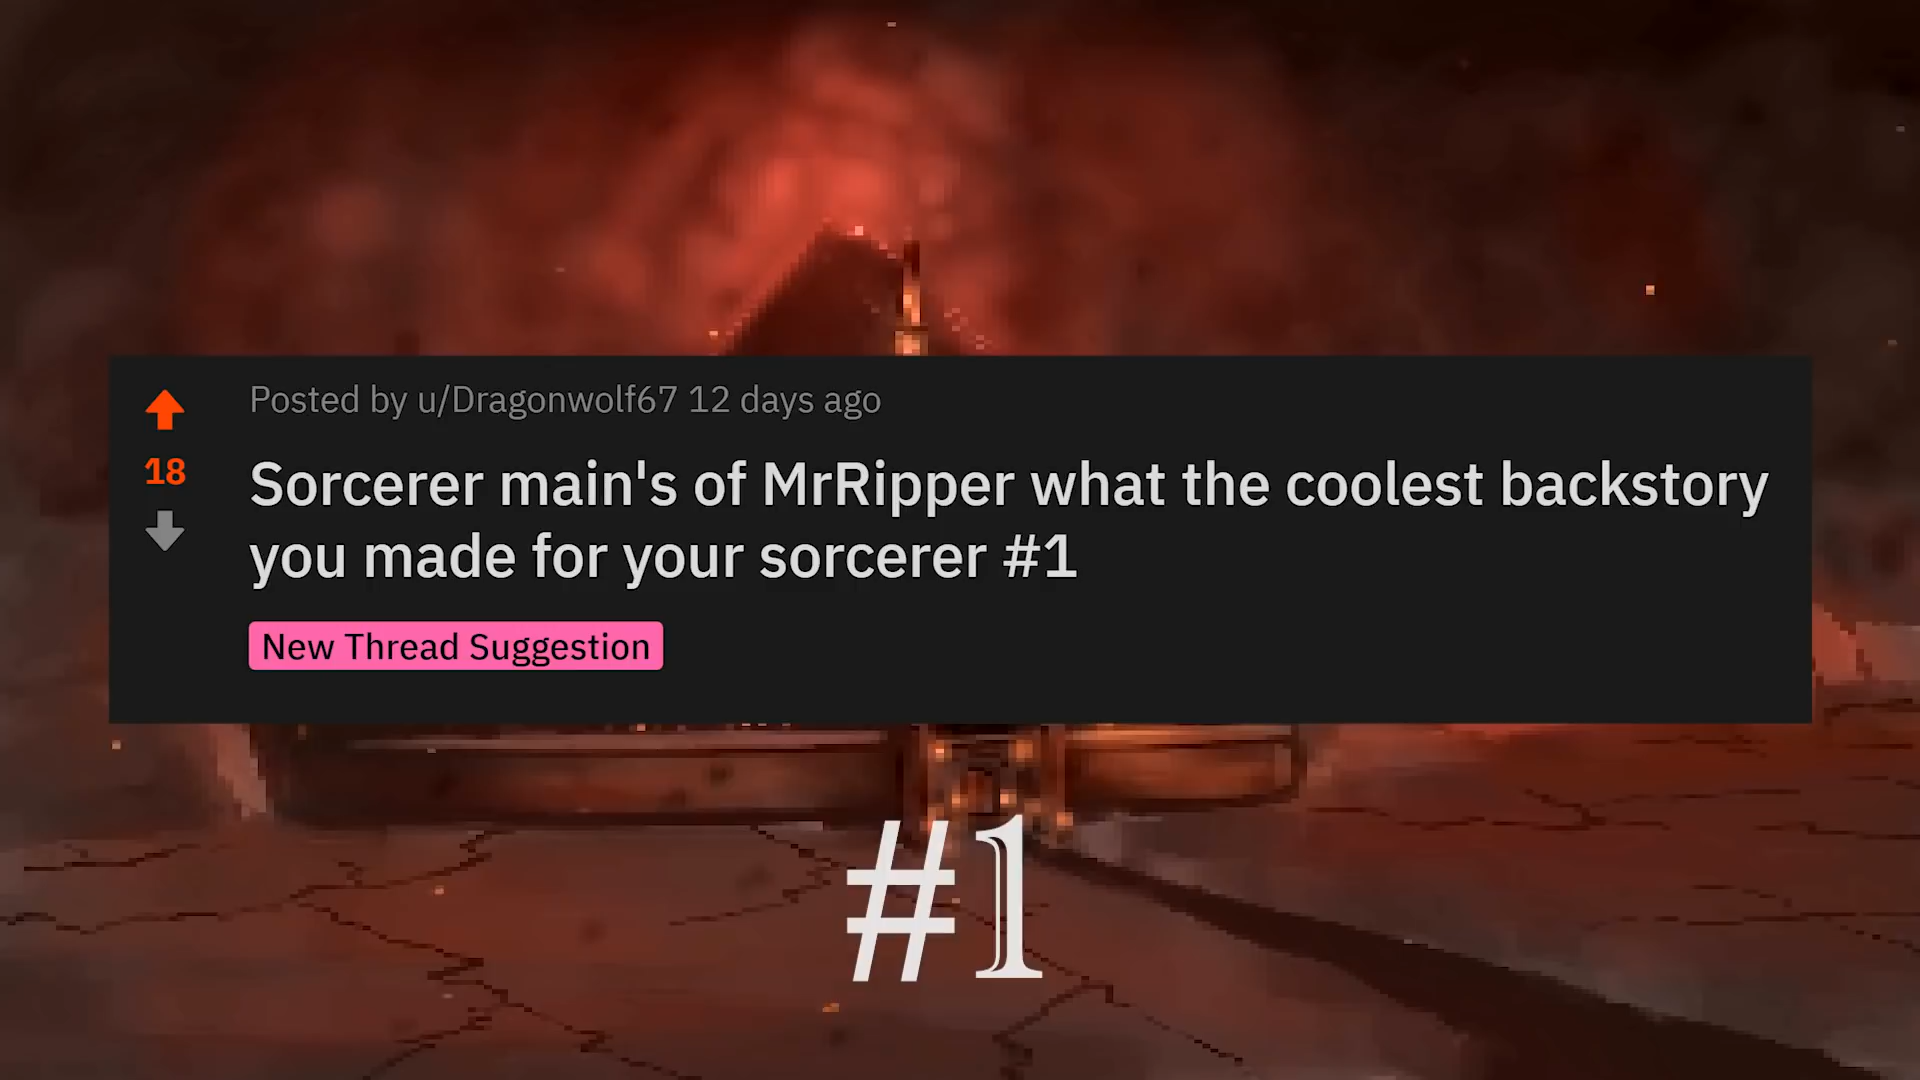 Posted by u/Dragonwolf67 12 days ago
18
Sorcerer main's of MrRipper what the coolest backstory
you made for your sorcerer #1
New Thread Suggestion
#1